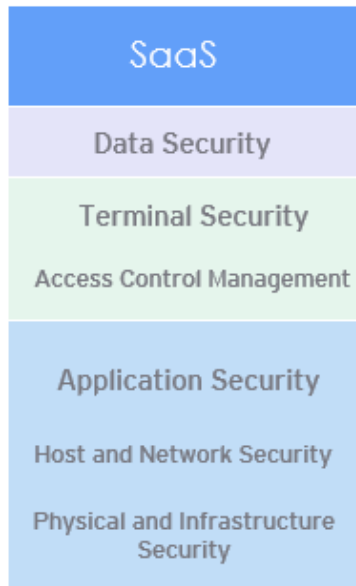 SaaS
Data Security
Terminal Security
Access Control Management
Application Security
Host and Network Security
Physical and Infrastructure
Security